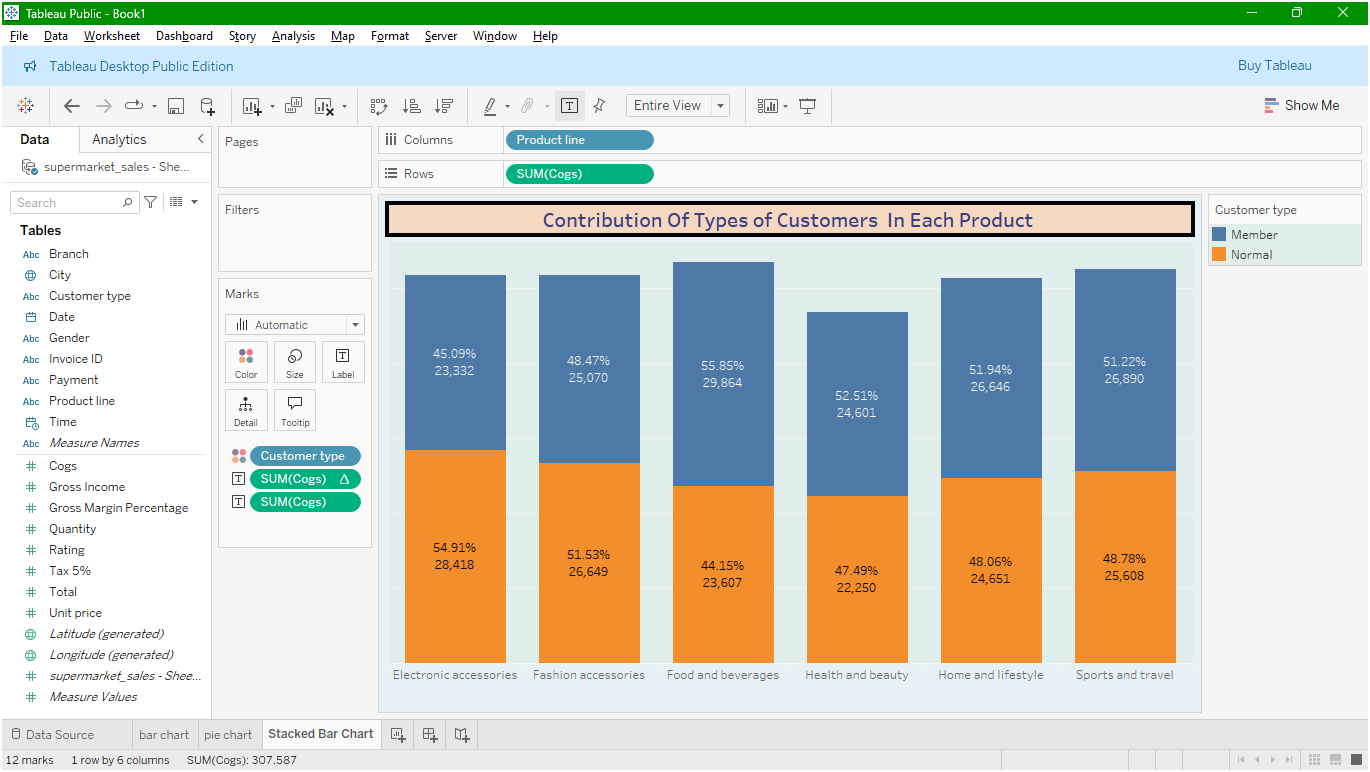 Tableau Public - Book1
File Data Worksheet Dashboard Story Analysis Map Format Server Window Help
Tableau Desktop Public Edition
Buy Tableau
Entire View
Show Me
Data Analytics
supermarket_sales - Shee...
Search
Tables
Abc Branch
City
Abc Customer type
Date
Abc Gender
Abc Invoice ID
Abc Payment
Abc Product line
Time
Abc Measure Names
Cogs
Gross Income
Gross Margin Percentage
Quantity
Rating
Tax 5%
Total
Unit price
Latitude (generated)
Longitude (generated)
supermarket_sales - Shee...
Measure Values
Pages
Filters
Marks
Automatic
Color Size Label
Detail Tooltip
Customer type
SUM(Cogs)
SUM(Cogs)
Columns Product line
Rows SUM(Cogs)
Contribution Of Types of Customers In Each Product
45.09%
23,332
48.47%
25,070
55.85%
29,864
52.51%
24,601
51.94%
26,646
51.22%
26,890
54.91%
28,418
51.53%
26,649
44.15%
23,607
47.49%
22,250
48.06%
24,651
48.78%
25,608
Electronic accessories Fashion accessories Food and beverages Health and beauty Home and lifestyle Sports and travel
Customer type
Member
Normal
Data Source bar chart pie chart Stacked Bar Chart
12 marks 1 row by 6 columns SUM(Cogs): 307,587